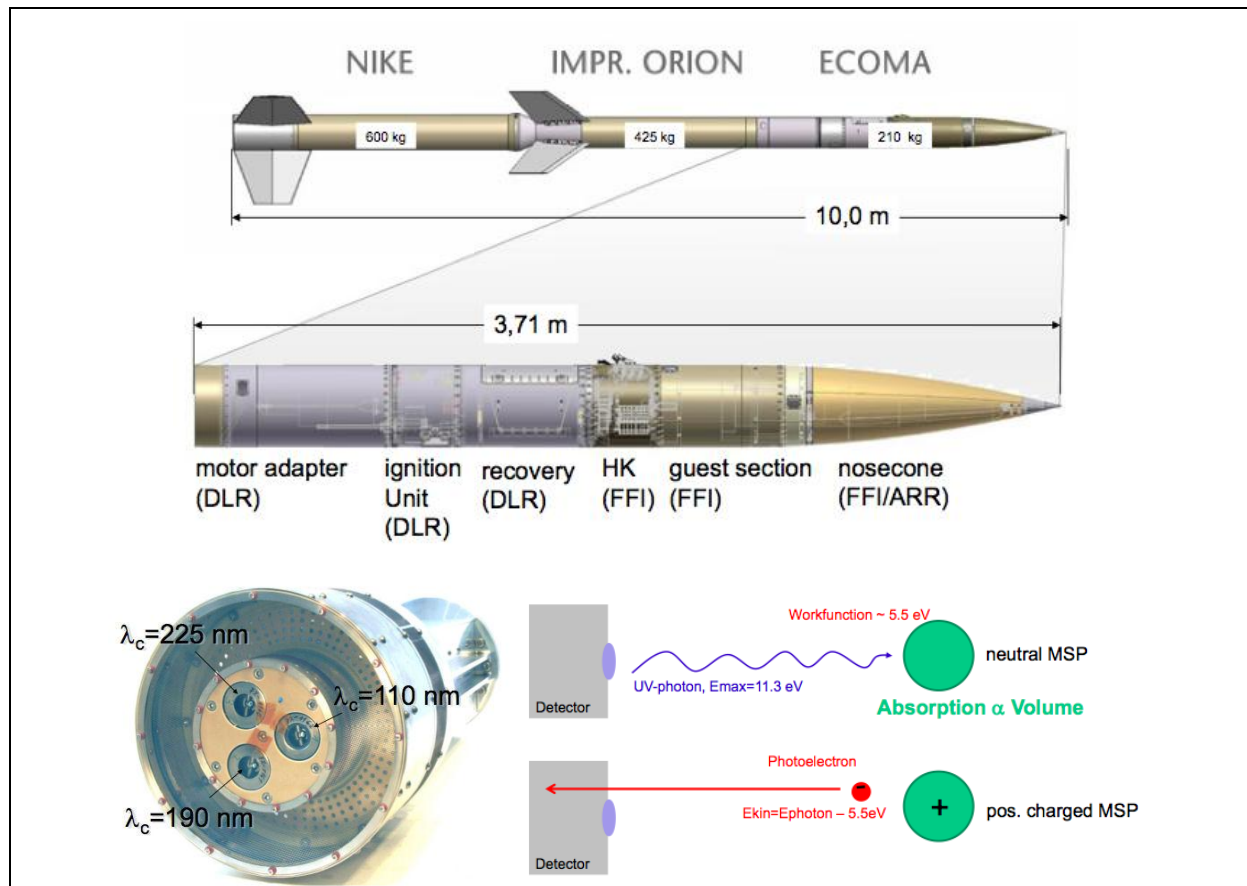 NIKE IMPR. ORION ECOMA
600 kg 425 kg 210 kg
10,0 m
3,71 m
motor adapter
(DLR)
ignition
Unit
(DLR)
recovery
(DLR)
HK
(FFI)
guest section
(FFI)
nosecone
(FFI/ARR)
λc=225 nm
λc=110 nm
λc=190 nm
Workfunction ~ 5.5 eV
neutral MSP
UV-photon, Emax=11.3 eV
Detector
Absorption α Volume
Photoelectron
-
+
pos. charged MSP
Ekin=Ephoton – 5.5eV
Detector